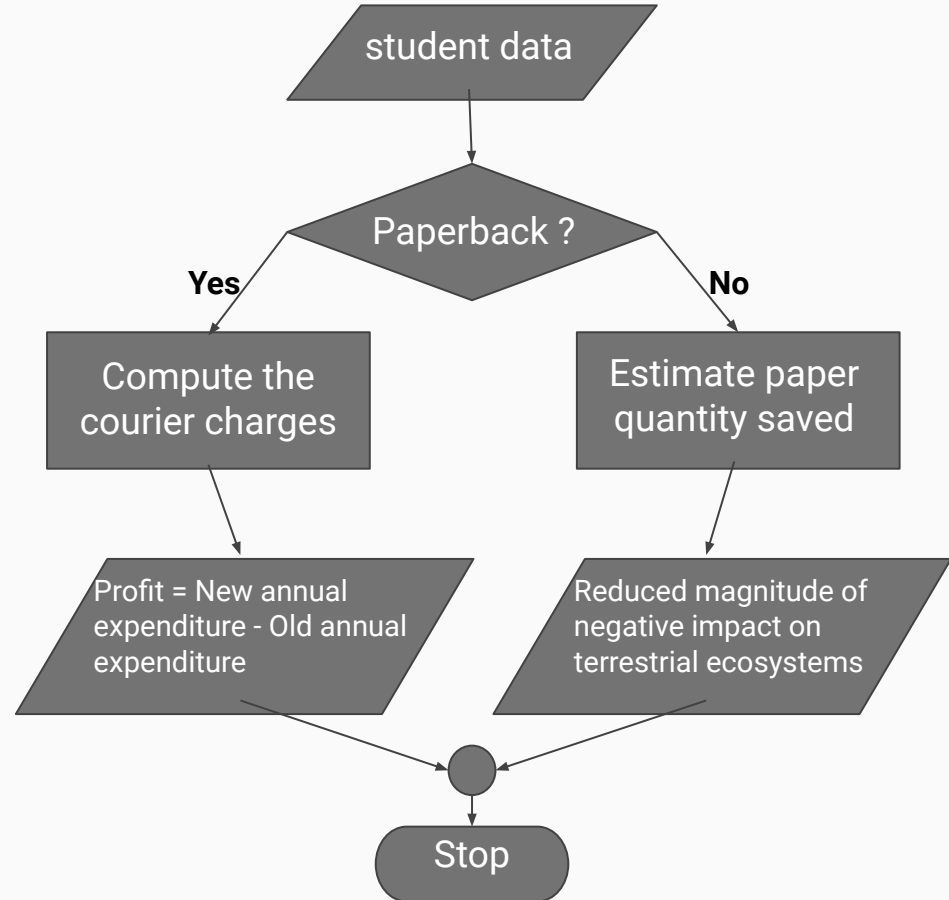 student data
Paperback ?
Yes
No
Compute the
courier charges
Estimate paper
quantity saved
Profit = New annual
expenditure - Old annual
expenditure
Reduced magnitude of
negative impact on
terrestrial ecosystems
Stop